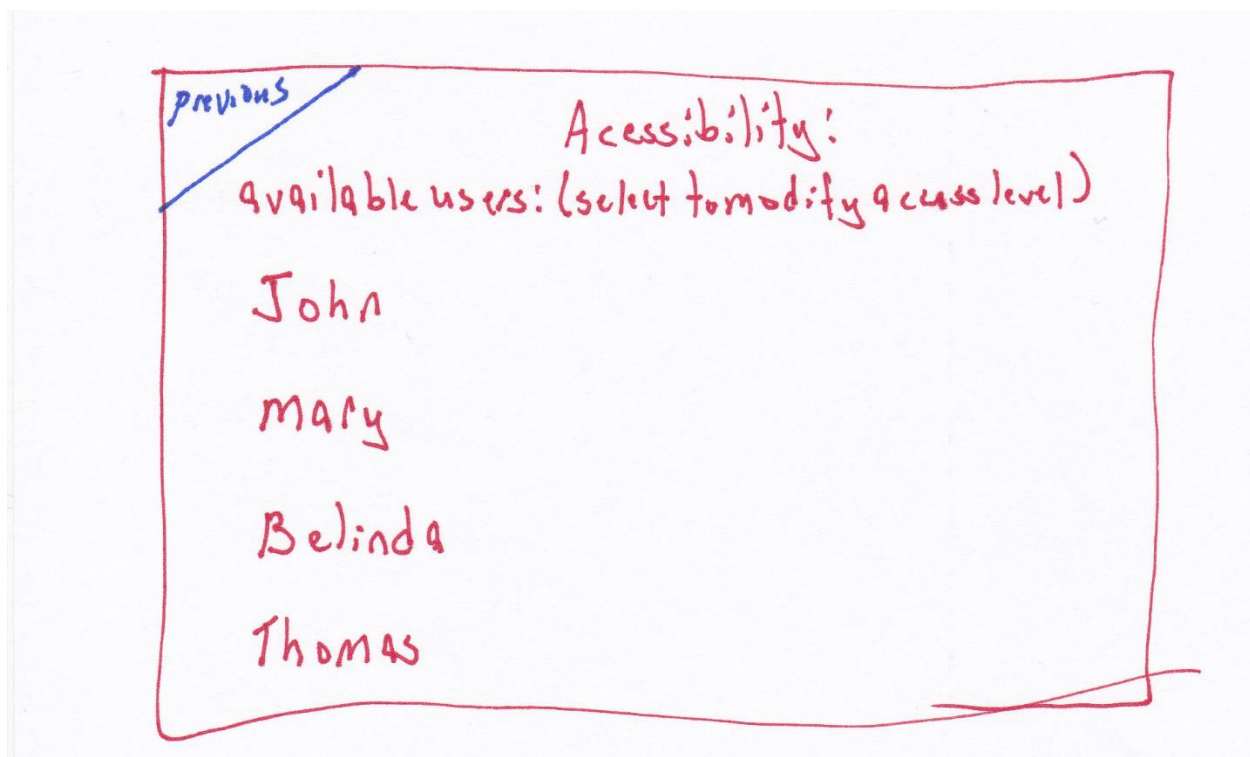 previous
Acessibility:
available users: (select to modify access level)
John
Mary
Belinda
Thomas